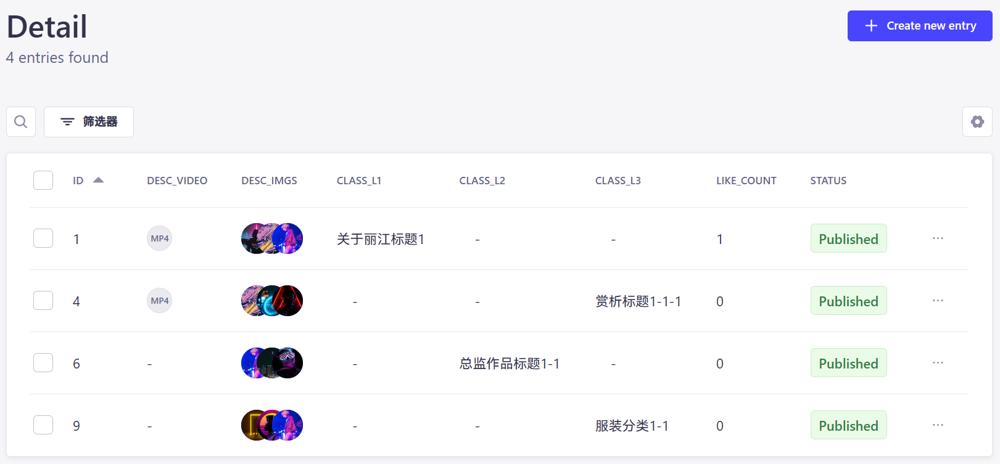 Detail
4 entries found
Create new entry
筛选器
ID DESC_VIDEO DESC_IMGS CLASS_L1 CLASS_L2 CLASS_L3 LIKE_COUNT STATUS
1 MP4 关于丽江标题1 - - 1 Published ...
4 MP4 - - 赏析标题1-1-1 0 Published ...
6 - - 总监作品标题1-1 - 0 Published ...
9 - - - 服装分类1-1 0 Published ...